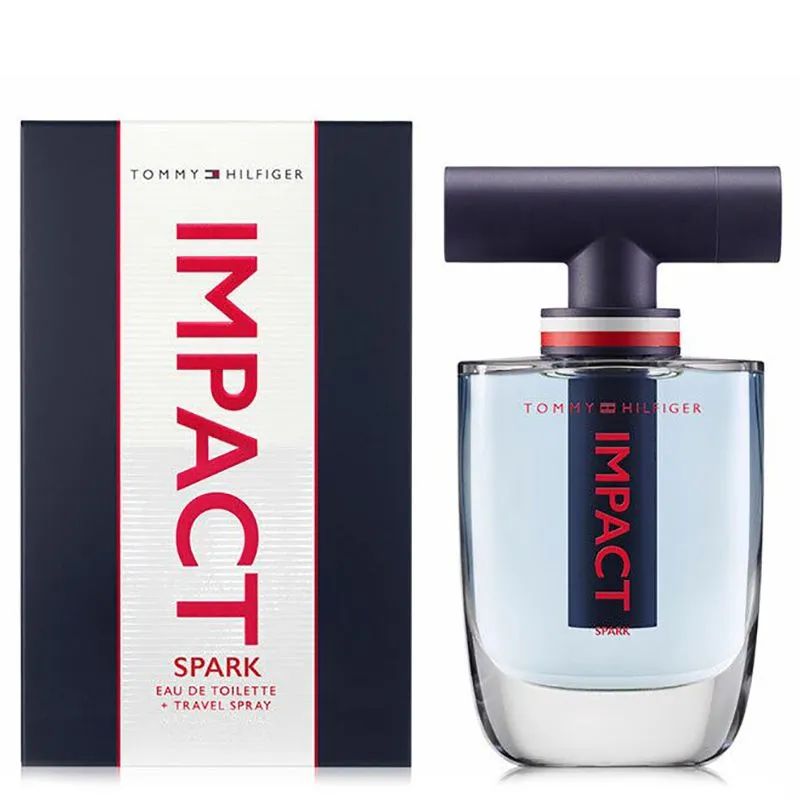 TOMMY HILFIGER
IMPACT
SPARK
EAU DE TOILETTE
+ TRAVEL SPRAY
TOMMY HILFIGER
IMPACT
SPARK